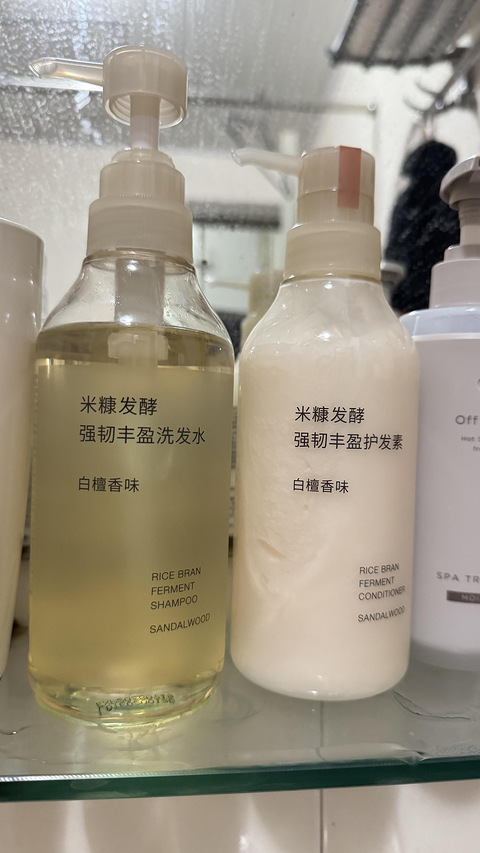 米糠发酵
强韧丰盈洗发水
白檀香味
RICE BRAN
FERMENT
SHAMPOO
SANDALWOOD
米糠发酵
强韧丰盈护发素
白檀香味
RICE BRAN
FERMENT
CONDITIONER
SANDALWOOD
Off
SPA TR